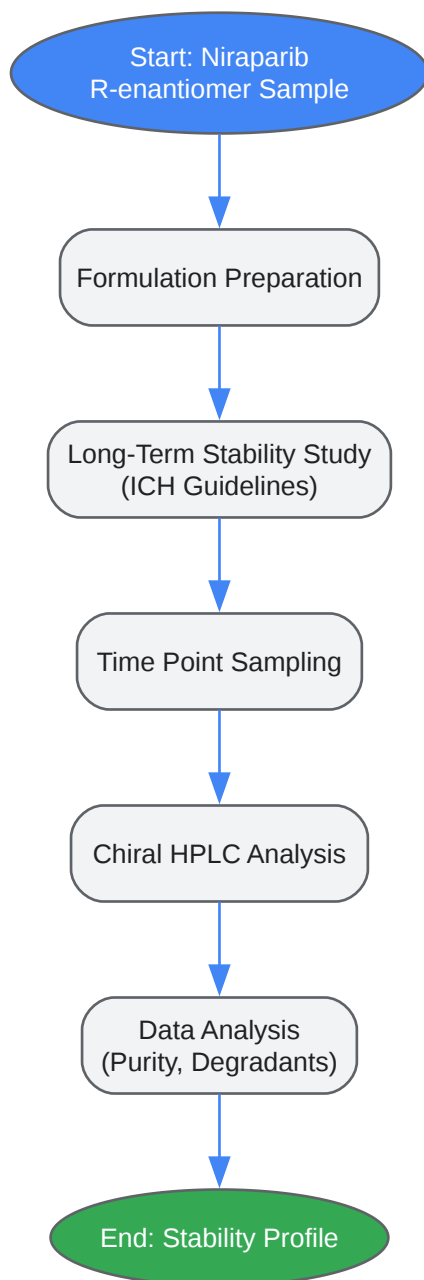 Start: Niraparib
R-enantiomer Sample
Formulation Preparation
Long-Term Stability Study
(ICH Guidelines)
Time Point Sampling
Chiral HPLC Analysis
Data Analysis
(Purity, Degradants)
End: Stability Profile